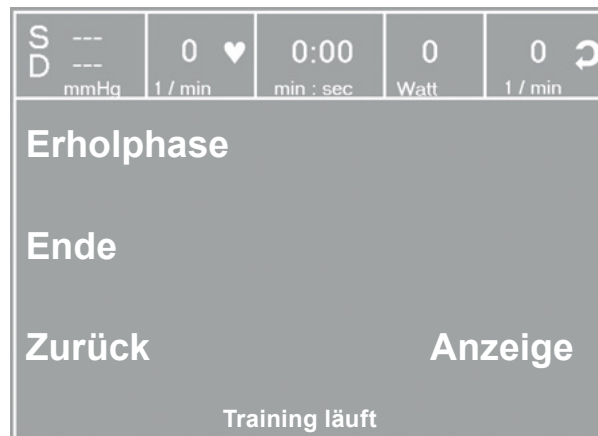 S --- 0 ♥ 0:00 0 0
D --- mmHg 1 / min min : sec Watt 1 / min
Erholphase
Ende
Zurück Anzeige
Training läuft